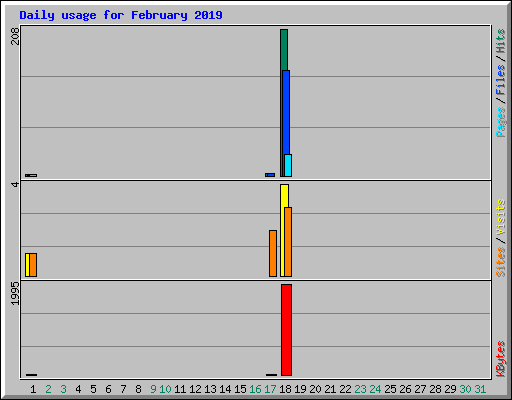 Daily usage for February 2019
208
4
1995
Pages/Files/Hits
Sites/Visits
KBytes
1 2 3 4 5 6 7 8 9 10 11 12 13 14 15 16 17 18 19 20 21 22 23 24 25 26 27 28 29 30 31